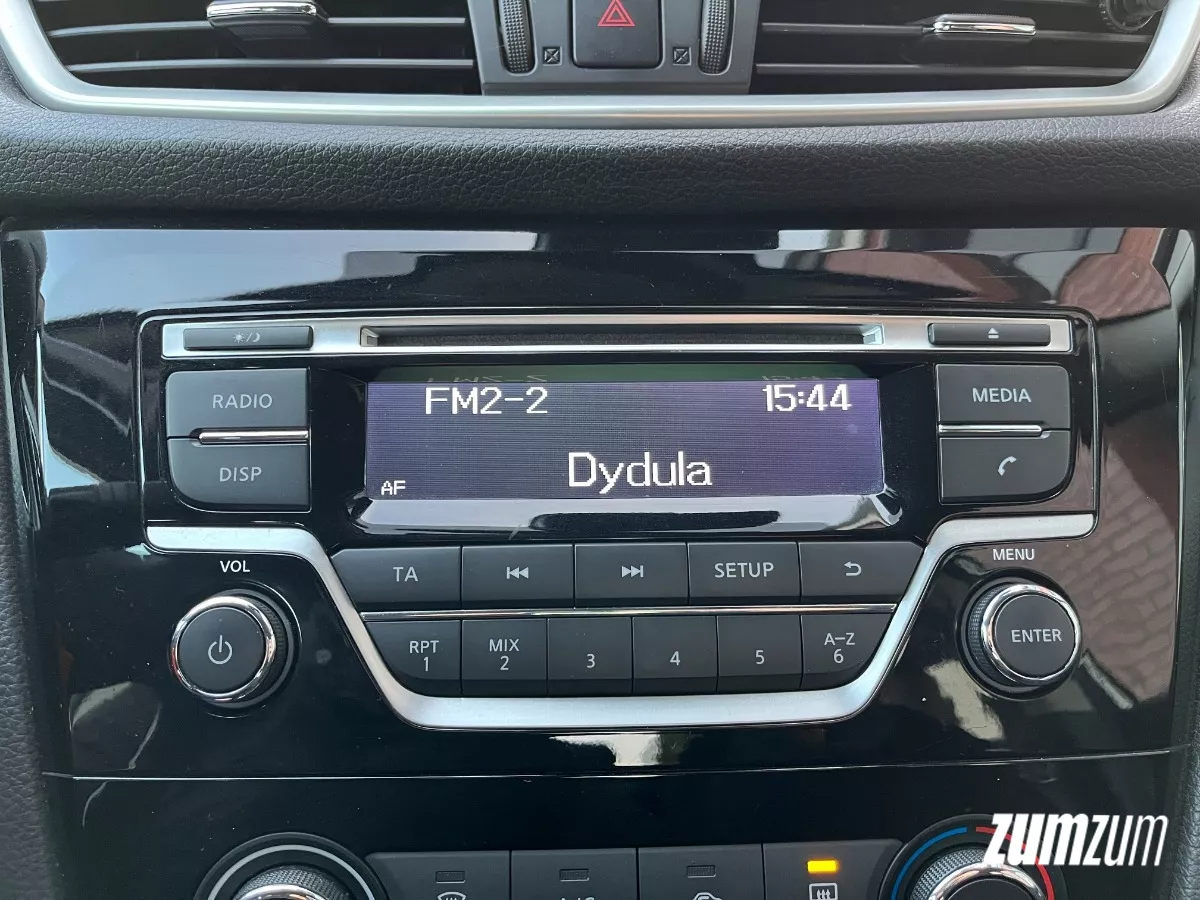 RADIO
DISP
FM2-2 15:44
Dydula
AF
MEDIA
VOL
MENU
TA
SETUP
RPT MIX A-Z
1 2 3 4 5 6
ENTER
A/C
zumzum